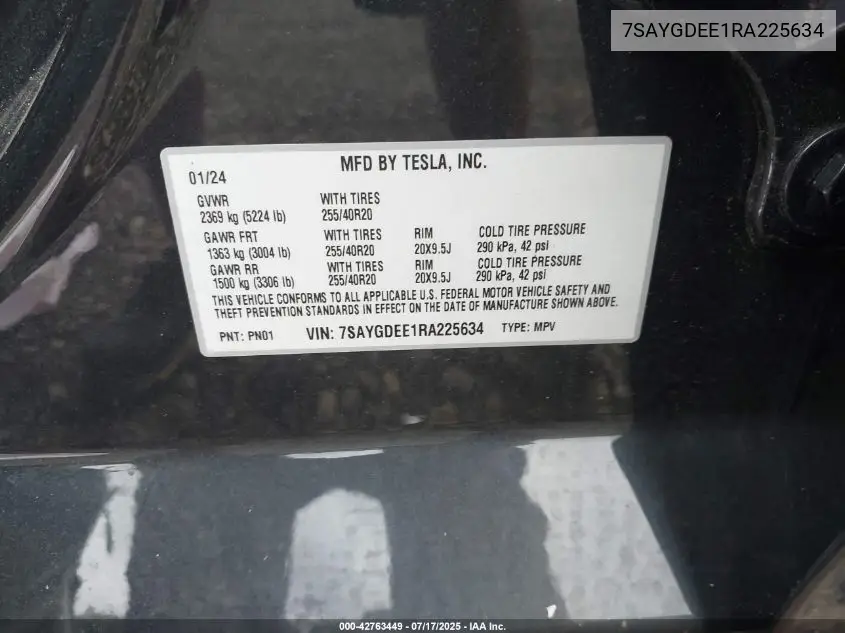 7SAYGDEE1RA225634
MFD BY TESLA, INC.
01/24
GVWR WITH TIRES
2369 kg (5224 lb) 255/40R20
GAWR FRT WITH TIRES RIM COLD TIRE PRESSURE
1363 kg (3004 lb) 255/40R20 20X9.5J 290 kPa, 42 psi
GAWR RR WITH TIRES RIM COLD TIRE PRESSURE
1500 kg (3306 lb) 255/40R20 20X9.5J 290 kPa, 42 psi
THIS VEHICLE CONFORMS TO ALL APPLICABLE U.S. FEDERAL MOTOR VEHICLE SAFETY AND
THEFT PREVENTION STANDARDS IN EFFECT ON THE DATE OF MANUFACTURE SHOWN ABOVE.
PNT: PN01 VIN: 7SAYGDEE1RA225634 TYPE: MPV
000-42763449 - 07/17/2025 - IAA Inc.